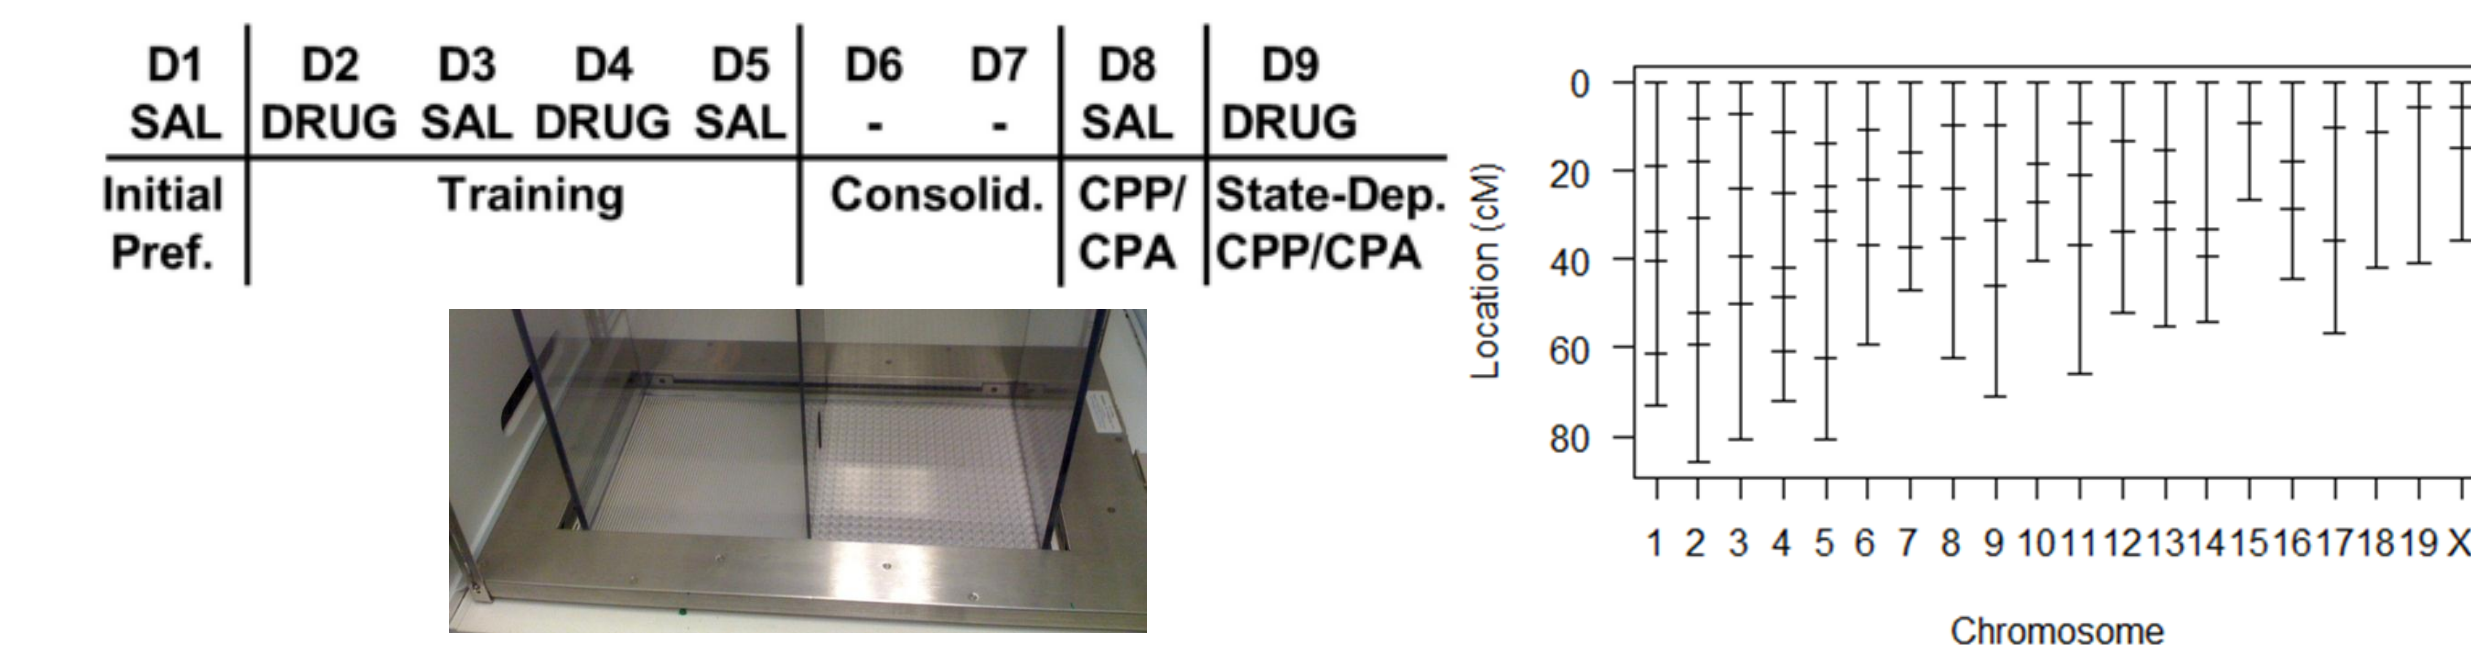 D1 D2 D3 D4 D5 D6 D7 D8 D9
SAL DRUG SAL DRUG SAL - - SAL DRUG
Initial Training Consolid. CPP/ State-Dep.
Pref. CPA CPP/CPA
0
20
40
60
80
Location (cM)
1 2 3 4 5 6 7 8 9 10 11 12 13 14 15 16 17 18 19 X
Chromosome